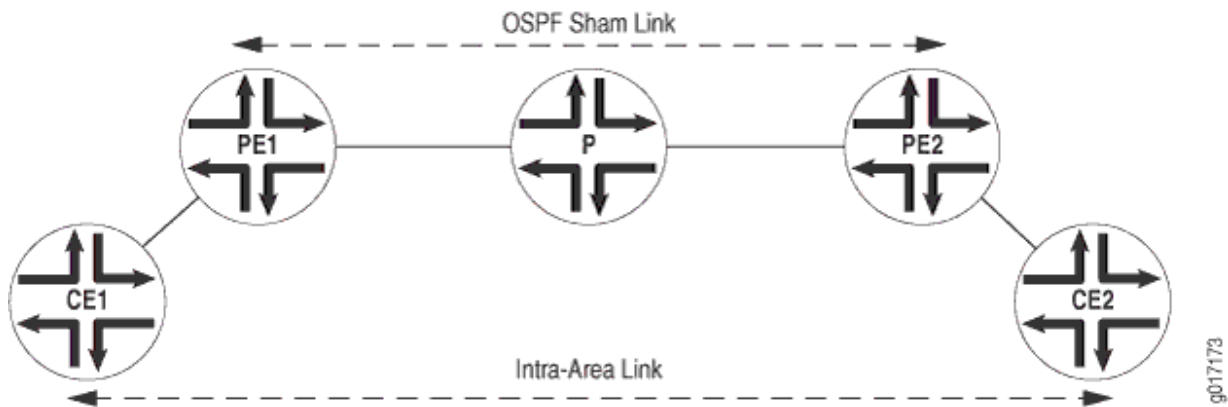 OSPF Sham Link
PE1
P
PE2
CE1
CE2
Intra-Area Link
g017173